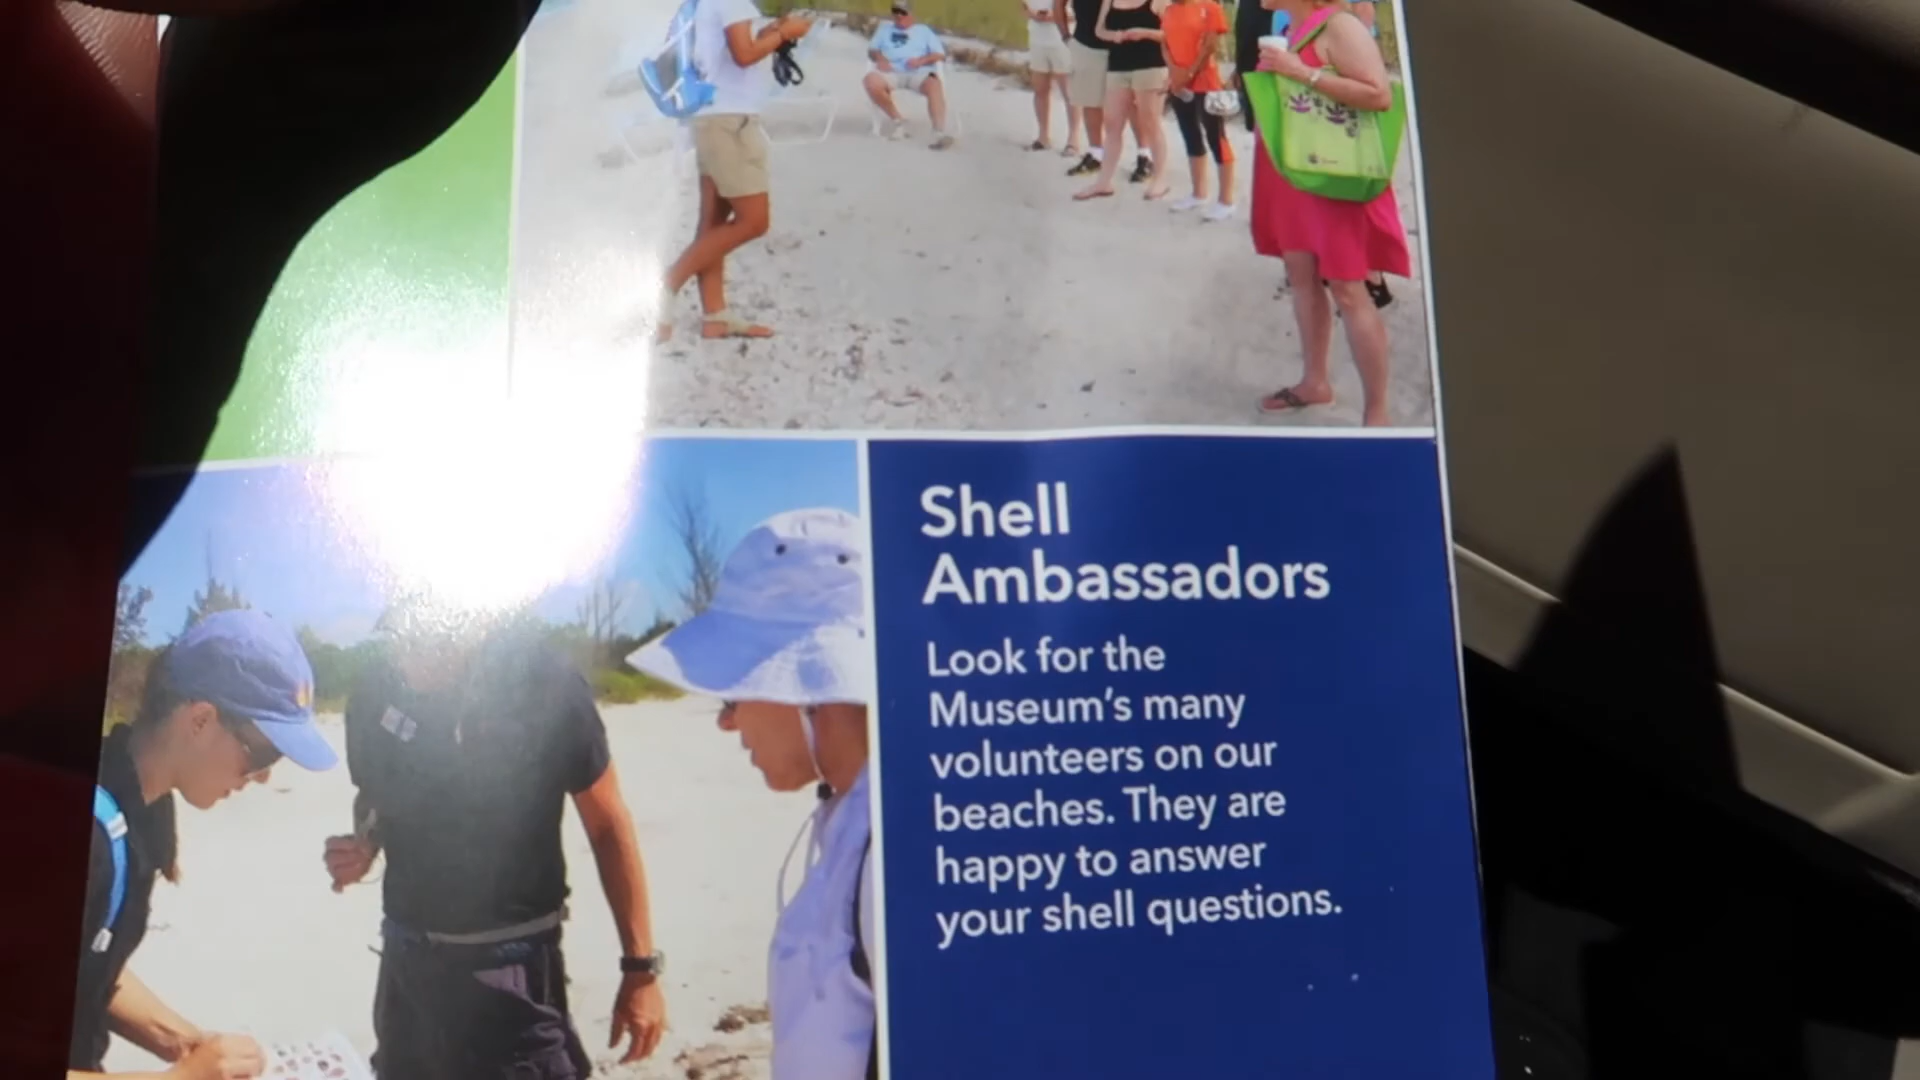 Shell
Ambassadors
Look for the
Museum's many
volunteers on our
beaches. They are
happy to answer
your shell questions.